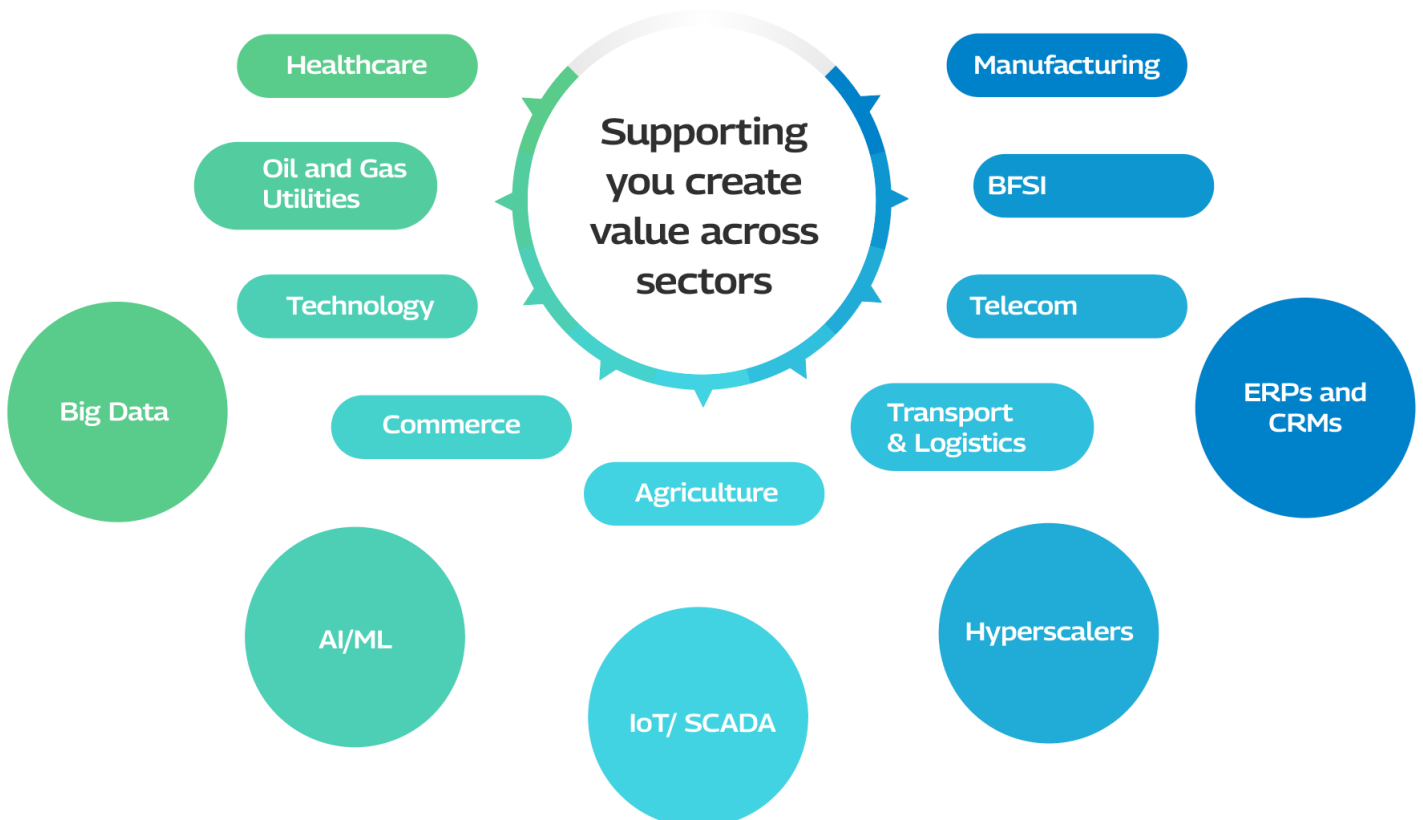 Supporting
you create
value across
sectors
Healthcare
Oil and Gas
Utilities
Technology
Commerce
Agriculture
Transport
& Logistics
Telecom
BFSI
Manufacturing
Big Data
AI/ML
IoT/ SCADA
Hyperscalers
ERPs and
CRMs